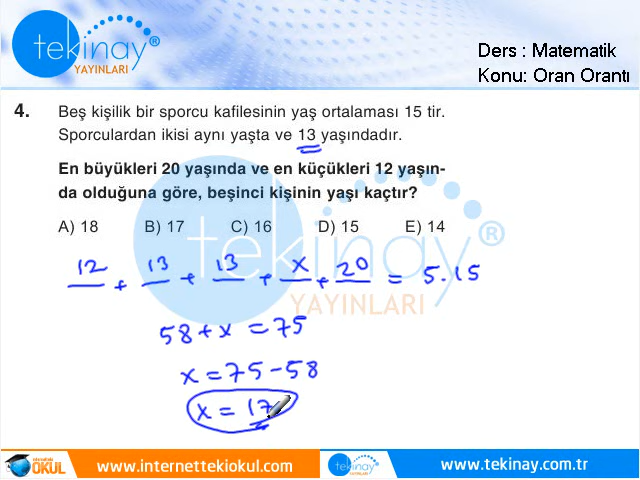 tekinay®
YAYINLARI
Ders : Matematik
Konu: Oran Orantı
4. Beş kişilik bir sporcu kafilesinin yaş ortalaması 15 tir.
Sporculardan ikisi aynı yaşta ve 13 yaşındadır.
En büyükleri 20 yaşında ve en küçükleri 12 yaşın-
da olduğuna göre, beşinci kişinin yaşı kaçtır?
A) 18 B) 17 C) 16 D) 15 E) 14
tekinay®
YAYINLARI
12 + 13 + 13 + x + 20 = 5.15
58 + x = 75
x = 75 - 58
x = 17
internetteki
OKUL
www.internettekiokul.com
tekinay
YAYINLARI
www.tekinay.com.tr